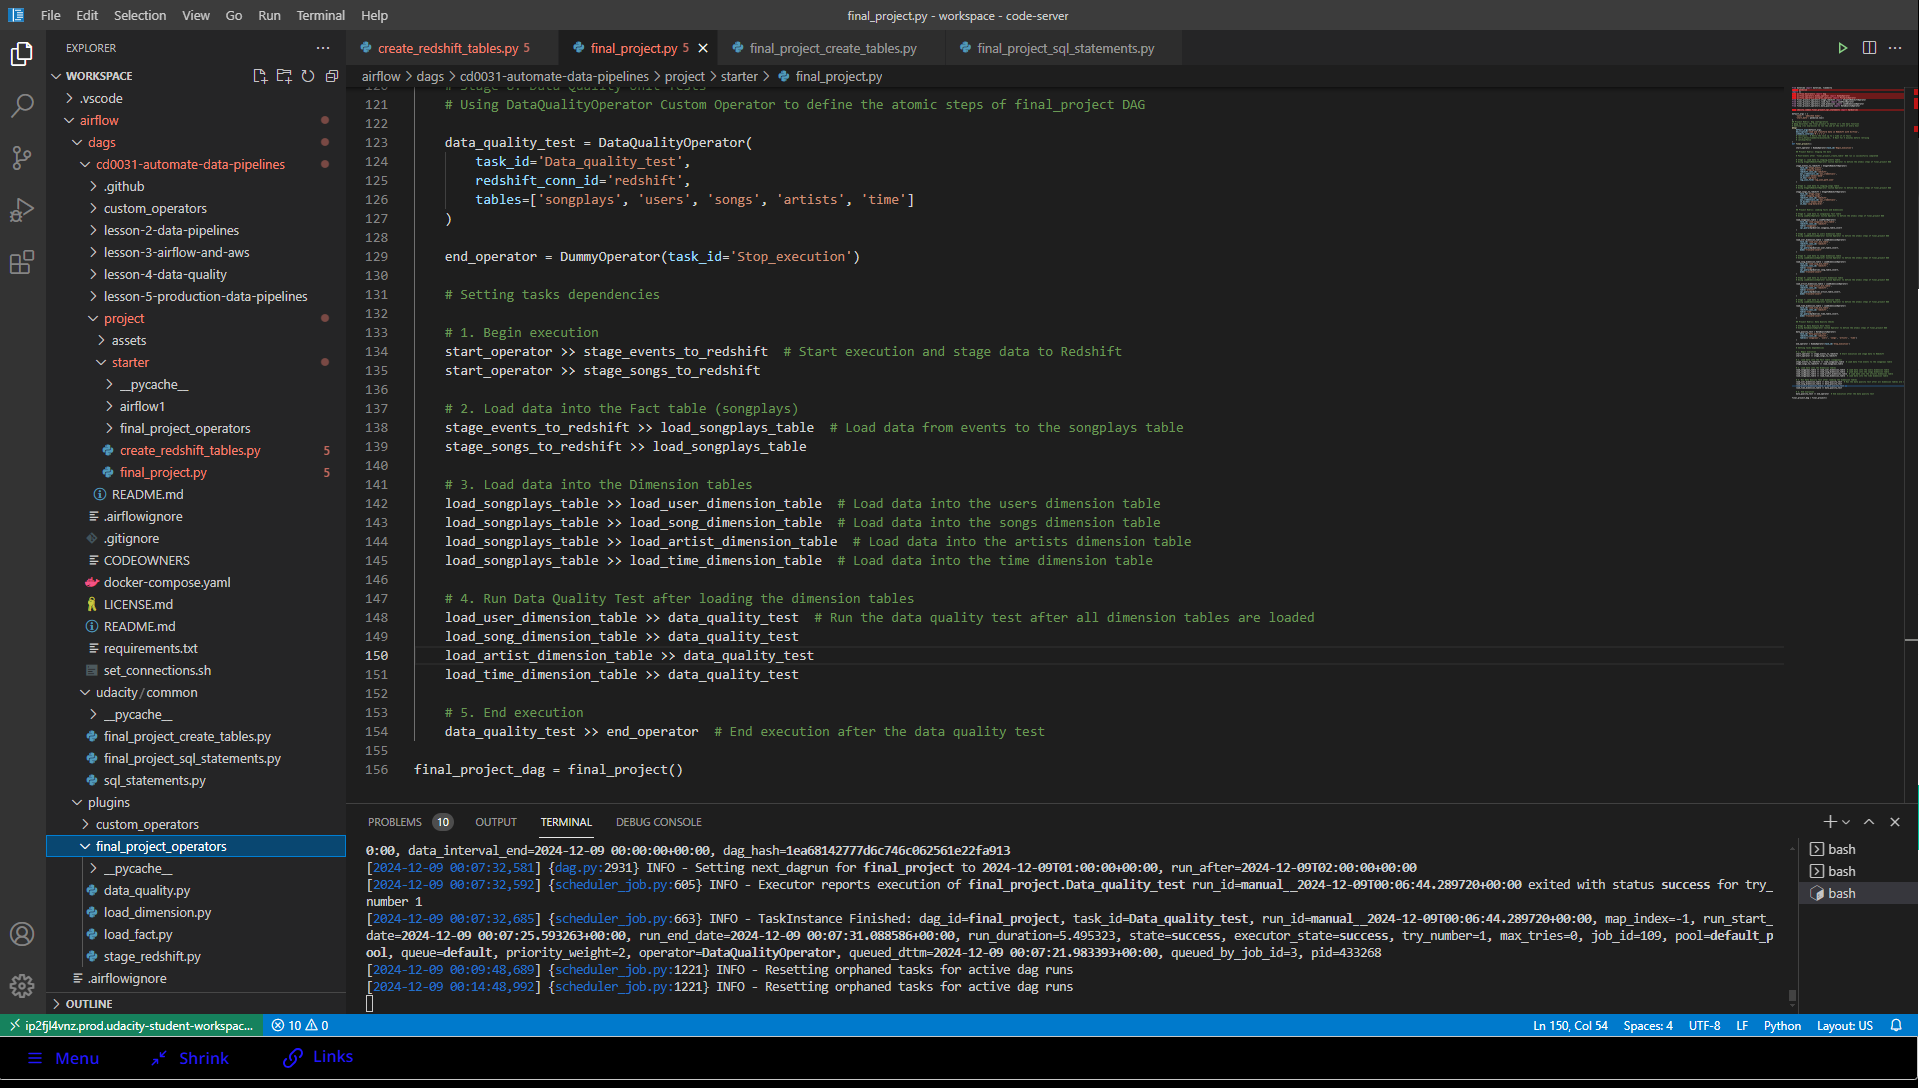 File Edit Selection View Go Run Terminal Help
final_project.py - workspace - code-server
EXPLORER
WORKSPACE
.vscode
airflow
dags
cd0031-automate-data-pipelines
.github
custom_operators
lesson-2-data-pipelines
lesson-3-airflow-and-aws
lesson-4-data-quality
lesson-5-production-data-pipelines
project
assets
starter
__pycache__
airflow1
final_project_operators
create_redshift_tables.py 5
final_project.py 5
README.md
.airflowignore
.gitignore
CODEOWNERS
docker-compose.yaml
LICENSE.md
README.md
requirements.txt
set_connections.sh
udacity/common
__pycache__
final_project_create_tables.py
final_project_sql_statements.py
sql_statements.py
plugins
custom_operators
final_project_operators
__pycache__
data_quality.py
load_dimension.py
load_fact.py
stage_redshift.py
.airflowignore
OUTLINE
create_redshift_tables.py 5 final_project.py 5 final_project_create_tables.py final_project_sql_statements.py
airflow > dags > cd0031-automate-data-pipelines > project > starter > final_project.py
120 # Stage 8: Data Quality Unit Tests
121 # Using DataQualityOperator Custom Operator to define the atomic steps of final_project DAG
122
123 data_quality_test = DataQualityOperator(
124 task_id='Data_quality_test',
125 redshift_conn_id='redshift',
126 tables=['songplays', 'users', 'songs', 'artists', 'time']
127 )
128
129 end_operator = DummyOperator(task_id='Stop_execution')
130
131 # Setting tasks dependencies
132
133 # 1. Begin execution
134 start_operator >> stage_events_to_redshift # Start execution and stage data to Redshift
135 start_operator >> stage_songs_to_redshift
136
137 # 2. Load data into the Fact table (songplays)
138 stage_events_to_redshift >> load_songplays_table # Load data from events to the songplays table
139 stage_songs_to_redshift >> load_songplays_table
140
141 # 3. Load data into the Dimension tables
142 load_songplays_table >> load_user_dimension_table # Load data into the users dimension table
143 load_songplays_table >> load_song_dimension_table # Load data into the songs dimension table
144 load_songplays_table >> load_artist_dimension_table # Load data into the artists dimension table
145 load_songplays_table >> load_time_dimension_table # Load data into the time dimension table
146
147 # 4. Run Data Quality Test after loading the dimension tables
148 load_user_dimension_table >> data_quality_test # Run the data quality test after all dimension tables are loaded
149 load_song_dimension_table >> data_quality_test
150 load_artist_dimension_table >> data_quality_test
151 load_time_dimension_table >> data_quality_test
152
153 # 5. End execution
154 data_quality_test >> end_operator # End execution after the data quality test
155
156 final_project_dag = final_project()
PROBLEMS 10 OUTPUT TERMINAL DEBUG CONSOLE
0:00, data_interval_end=2024-12-09 00:00:00+00:00, dag_hash=1ea68142777d6c746c062561e22fa913
[2024-12-09 00:07:32,581] {dag.py:2931} INFO - Setting next_dagrun for final_project to 2024-12-09T01:00:00+00:00, run_after=2024-12-09T02:00:00+00:00
[2024-12-09 00:07:32,592] {scheduler_job.py:605} INFO - Executor reports execution of final_project.Data_quality_test run_id=manual__2024-12-09T00:06:44.289720+00:00 exited with status success for try_
number 1
[2024-12-09 00:07:32,685] {scheduler_job.py:663} INFO - TaskInstance Finished: dag_id=final_project, task_id=Data_quality_test, run_id=manual__2024-12-09T00:06:44.289720+00:00, map_index=-1, run_start_
date=2024-12-09 00:07:25.593263+00:00, run_end_date=2024-12-09 00:07:31.088586+00:00, run_duration=5.495323, state=success, executor_state=success, try_number=1, max_tries=0, job_id=109, pool=default_p
ool, queue=default, priority_weight=2, operator=DataQualityOperator, queued_dttm=2024-12-09 00:07:21.983393+00:00, queued_by_job_id=3, pid=433268
[2024-12-09 00:09:48,689] {scheduler_job.py:1221} INFO - Resetting orphaned tasks for active dag runs
[2024-12-09 00:14:48,992] {scheduler_job.py:1221} INFO - Resetting orphaned tasks for active dag runs
bash
bash
bash
ip2fjl4vnz.prod.udacity-student-workspac... 10 0
Ln 150, Col 54 Spaces: 4 UTF-8 LF Python Layout: US
Menu Shrink Links